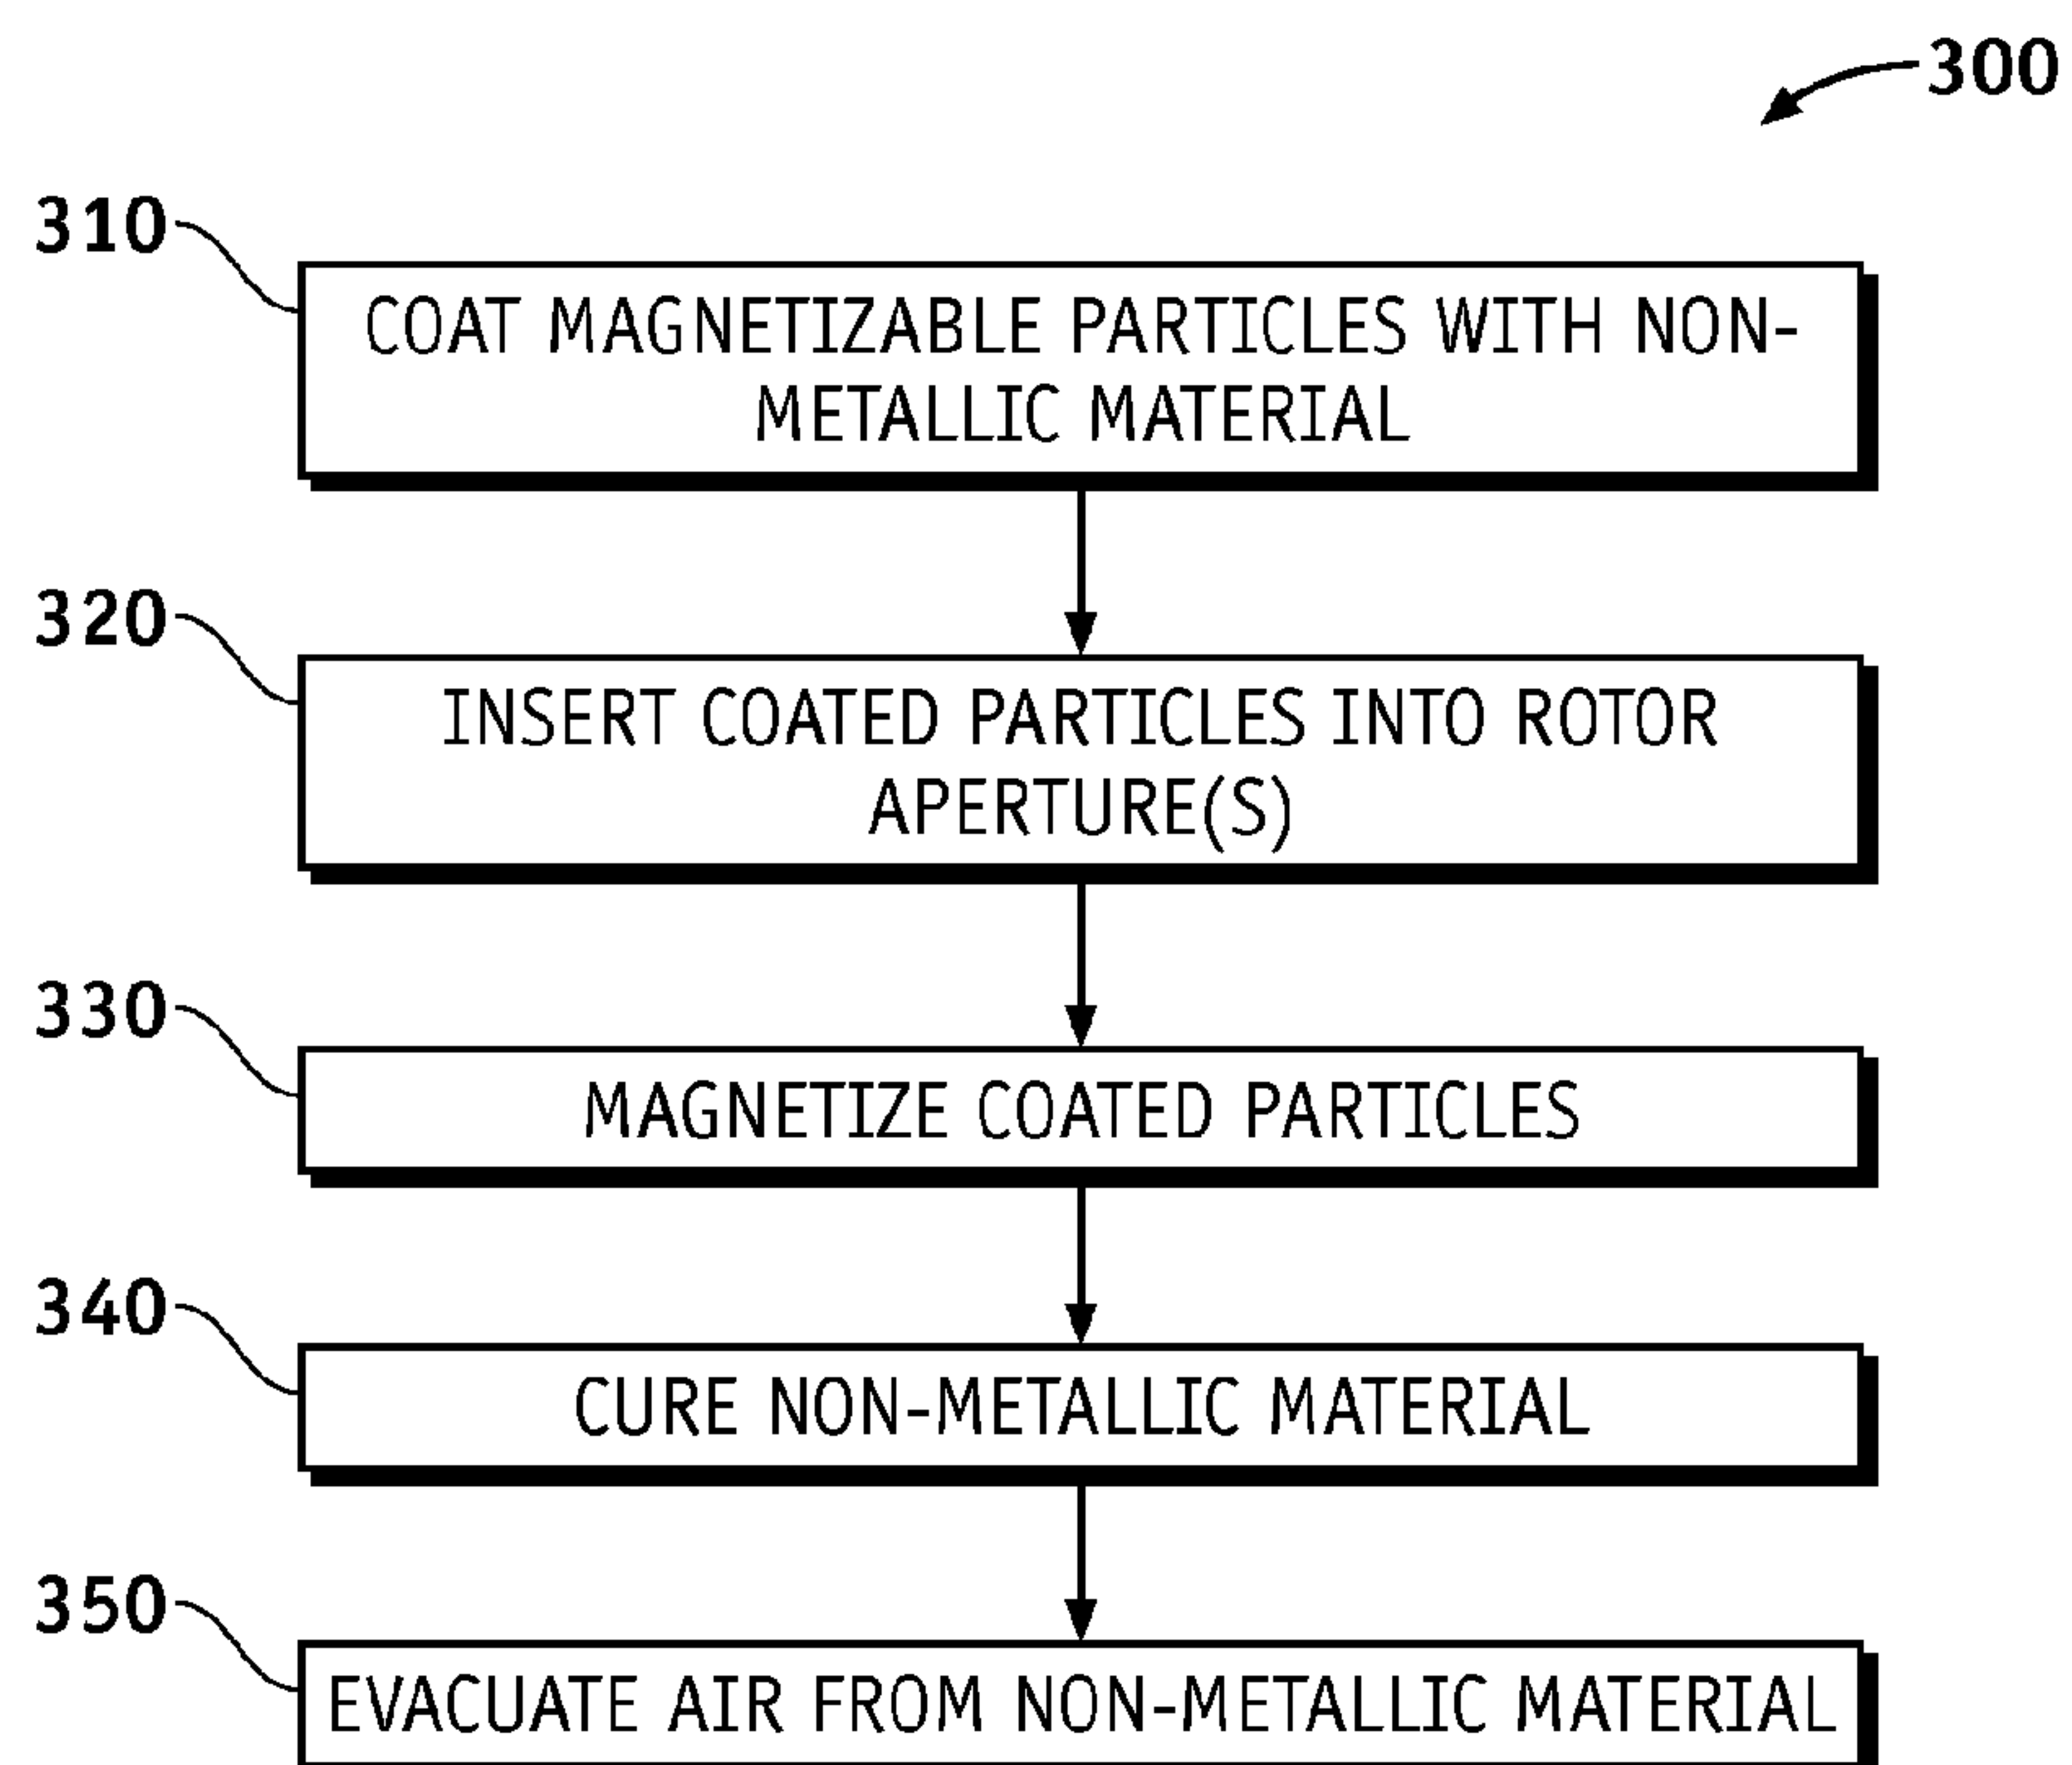 300
310
COAT MAGNETIZABLE PARTICLES WITH NON-
METALLIC MATERIAL
320
INSERT COATED PARTICLES INTO ROTOR
APERTURE(S)
330
MAGNETIZE COATED PARTICLES
340
CURE NON-METALLIC MATERIAL
350
EVACUATE AIR FROM NON-METALLIC MATERIAL